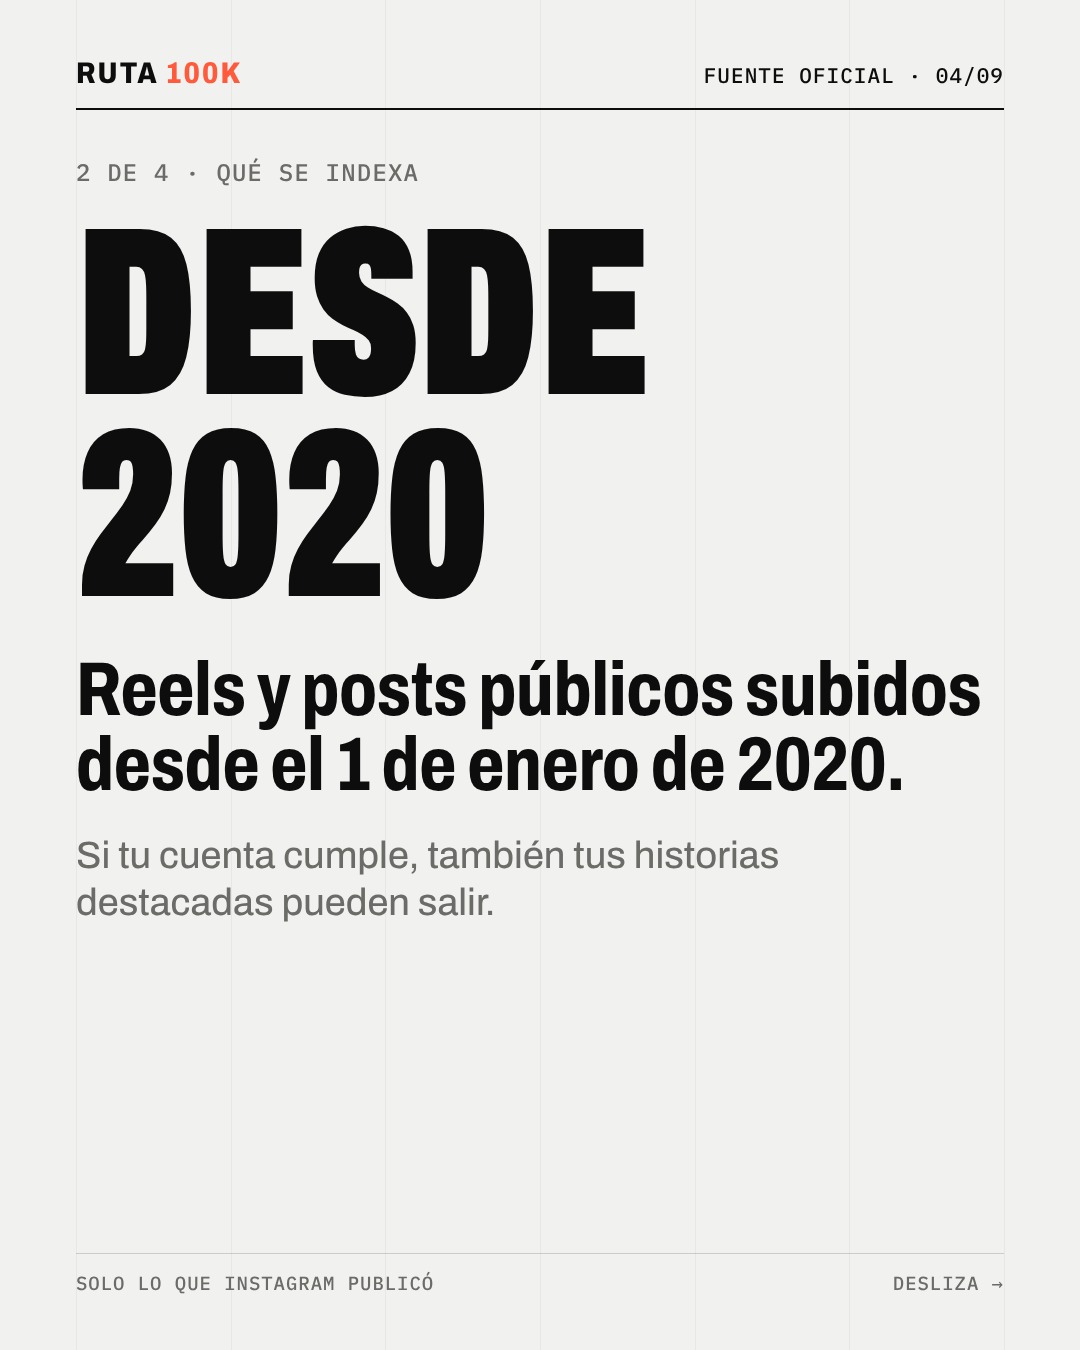 RUTA 100K
FUENTE OFICIAL · 04/09
2 DE 4 · QUÉ SE INDEXA
DESDE
2020
Reels y posts públicos subidos
desde el 1 de enero de 2020.
Si tu cuenta cumple, también tus historias
destacadas pueden salir.
SOLO LO QUE INSTAGRAM PUBLICÓ
DESLIZA →